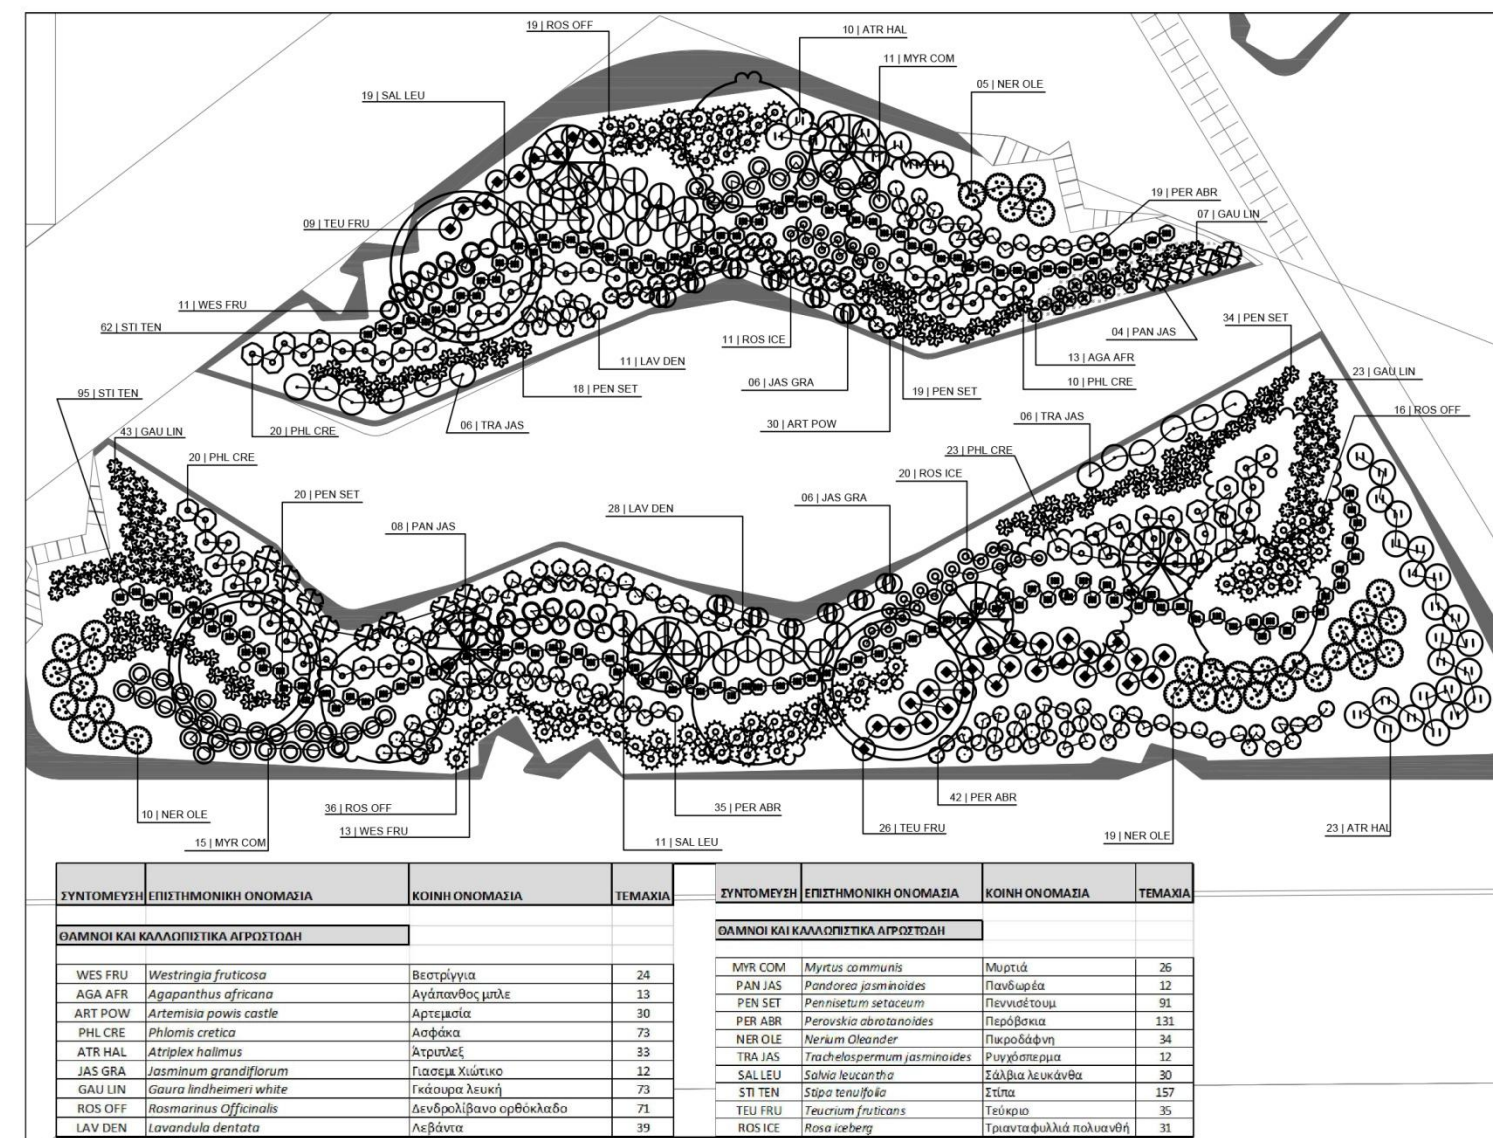 19 | ROS OFF
10 | ATR HAL
11 | MYR COM
05 | NER OLE
19 | SAL LEU
19 | PER ABR
07 | GAU LIN
09 | TEU FRU
11 | WES FRU
62 | STI TEN
34 | PEN SET
04 | PAN JAS
11 | ROS ICE
13 | AGA AFR
11 | LAV DEN
23 | GAU LIN
06 | JAS GRA
10 | PHL CRE
18 | PEN SET
19 | PEN SET
95 | STI TEN
16 | ROS OFF
30 | ART POW
06 | TRA JAS
20 | PHL CRE
43 | GAU LIN
06 | TRA JAS
23 | PHL CRE
20 | PHL CRE
20 | ROS ICE
20 | PEN SET
06 | JAS GRA
28 | LAV DEN
08 | PAN JAS
42 | PER ABR
36 | ROS OFF
35 | PER ABR
10 | NER OLE
26 | TEU FRU
23 | ATR HAL
13 | WES FRU
19 | NER OLE
15 | MYR COM
11 | SAL LEU
ΣΥΝΤΟΜΕΥΣΗ ΕΠΙΣΤΗΜΟΝΙΚΗ ΟΝΟΜΑΣΙΑ ΚΟΙΝΗ ΟΝΟΜΑΣΙΑ ΤΕΜΑΧΙΑ
ΘΑΜΝΟΙ ΚΑΙ ΚΑΛΛΩΠΙΣΤΙΚΑ ΑΓΡΩΣΤΩΔΗ
WES FRU Westringia fruticosa Βεστρίγγια 24
AGA AFR Agapanthus africana Αγάπανθος μπλε 13
ART POW Artemisia powis castle Αρτεμισία 30
PHL CRE Phlomis cretica Ασφάκα 73
ATR HAL Atriplex halimus Άτριπλεξ 33
JAS GRA Jasminum grandiflorum Γιασεμι Χιώτικο 12
GAU LIN Gaura lindheimeri white Γκάουρα λευκή 73
ROS OFF Rosmarinus Officinalis Δενδρολίβανο ορθόκλαδο 71
LAV DEN Lavandula dentata Λεβάντα 39
ΣΥΝΤΟΜΕΥΣΗ ΕΠΙΣΤΗΜΟΝΙΚΗ ΟΝΟΜΑΣΙΑ ΚΟΙΝΗ ΟΝΟΜΑΣΙΑ ΤΕΜΑΧΙΑ
ΘΑΜΝΟΙ ΚΑΙ ΚΑΛΛΩΠΙΣΤΙΚΑ ΑΓΡΩΣΤΩΔΗ
MYR COM Myrtus communis Μυρτιά 26
PAN JAS Pandorea jasminoides Πανδωρέα 12
PEN SET Pennisetum setaceum Πεννισέτουμ 91
PER ABR Perovskia abrotanoides Περόβσκια 131
NER OLE Nerium Oleander Πικροδάφνη 34
TRA JAS Trachelospermum jasminoides Ρυγχόσπερμα 12
SAL LEU Salvia leucantha Σάλβια λευκάνθα 30
STI TEN Stipa tenuifolia Στίπα 157
TEU FRU Teucrium fruticans Τεύκριο 35
ROS ICE Rosa iceberg Τριανταφυλλιά πολυανθή 31